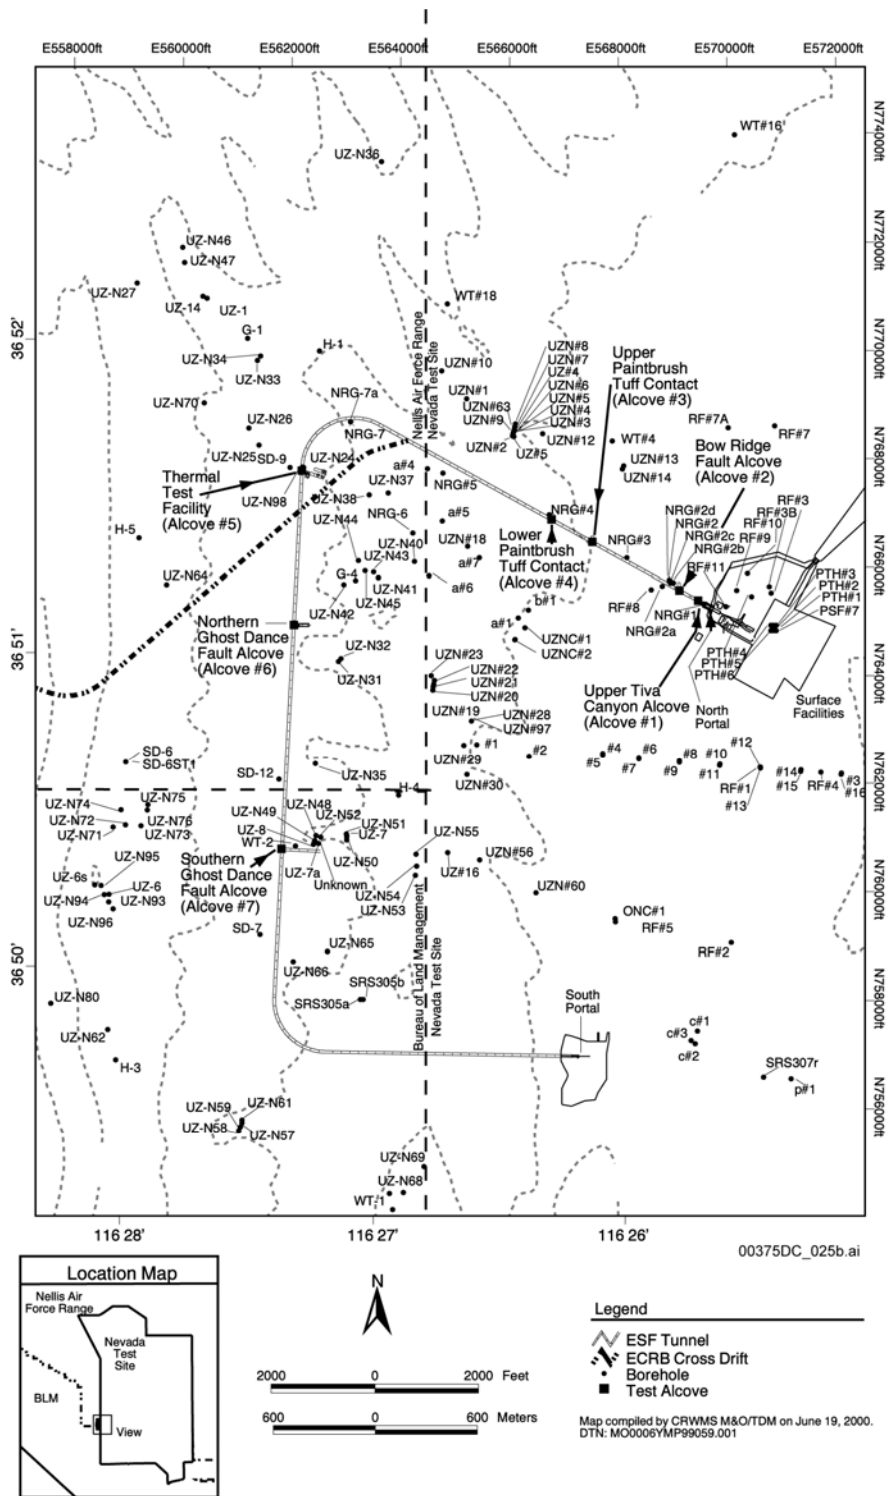 E558000ft E560000ft E562000ft E564000ft E566000ft E568000ft E570000ft E572000ft
N774000ft
N772000ft
N770000ft
N768000ft
N766000ft
N764000ft
N762000ft
N760000ft
N758000ft
N756000ft
36 52'
36 51'
36 50'
116 28' 116 27' 116 26'
WT#16
UZ-N36
UZ-N46
UZ-N47
UZ-N27
UZ-14
UZ-1
G-1
UZ-N34
UZ-N33
H-1
WT#18
Nellis Air Force Range
Nevada Test Site
UZN#10
UZN#1
UZN#63
UZN#9
UZN#2
UZN#8
UZN#7
UZ#4
UZN#6
UZN#5
UZN#4
UZN#3
UZN#12
UZ#5
Upper
Paintbrush
Tuff Contact
(Alcove #3)
UZ-N70
NRG-7a
NRG-7
UZ-N26
UZ-N25
SD-9
UZ-N24
WT#4
RF#7A
RF#7
Bow Ridge
Fault Alcove
(Alcove #2)
UZN#13
UZN#14
Thermal
Test
Facility
(Alcove #5)
UZ-N98
UZ-N38
UZ-N37
a#4
NRG#5
NRG-6
a#5
NRG#4
NRG#2d
NRG#2
NRG#2c
NRG#2b
RF#3
RF#3B
RF#10
RF#9
H-5
UZ-N44
UZ-N40
UZN#18
UZ-N43
a#7
Lower
Paintbrush
Tuff Contact
(Alcove #4)
NRG#3
RF#11
PTH#3
PTH#2
PTH#1
PSF#7
UZ-N64
G-4
UZ-N41
UZ-N42
UZ-N45
a#6
b#1
a#1
RF#8
NRG#1
NRG#2a
UZNC#1
UZNC#2
PTH#4
PTH#5
PTH#6
Northern
Ghost Dance
Fault Alcove
(Alcove #6)
UZ-N32
UZ-N31
UZN#23
UZN#22
UZN#21
UZN#20
Upper Tiva
Canyon Alcove
(Alcove #1)
North
Portal
Surface
Facilities
UZN#19
UZN#28
UZN#97
#1
#2
UZN#29
UZN#30
#4
#5
#6
#7
#8
#9
#10
#11
#12
RF#1
#13
#14
#15
RF#4
#3
#16
SD-6
SD-6ST1
SD-12
UZ-N35
H-4
UZ-N74
UZ-N75
UZ-N72
UZ-N76
UZ-N71
UZ-N73
UZ-N49
UZ-N48
UZ-N52
UZ-8
WT-2
UZ-N51
UZ-7
UZ-N50
UZ-7a
Unknown
UZ-N55
UZ-N54
UZ-N53
UZ#16
UZN#56
UZN#60
UZ-N95
UZ-6s
UZ-6
UZ-N94
UZ-N93
UZ-N96
Southern
Ghost Dance
Fault Alcove
(Alcove #7)
ONC#1
RF#5
RF#2
SD-7
UZ-N65
UZ-N66
SRS305b
SRS305a
Bureau of Land Management
Nevada Test Site
South
Portal
UZ-N80
UZ-N62
H-3
c#1
c#3
c#2
SRS307r
p#1
UZ-N61
UZ-N59
UZ-N58
UZ-N57
UZ-N69
UZ-N68
WT-1
00375DC_025b.ai
Location Map
Nellis Air
Force Range
Nevada
Test
Site
BLM
View
N
2000 0 2000 Feet
600 0 600 Meters
Legend
ESF Tunnel
ECRB Cross Drift
Borehole
Test Alcove
Map compiled by CRWMS M&O/TDM on June 19, 2000.
DTN: MO0006YMP99059.001